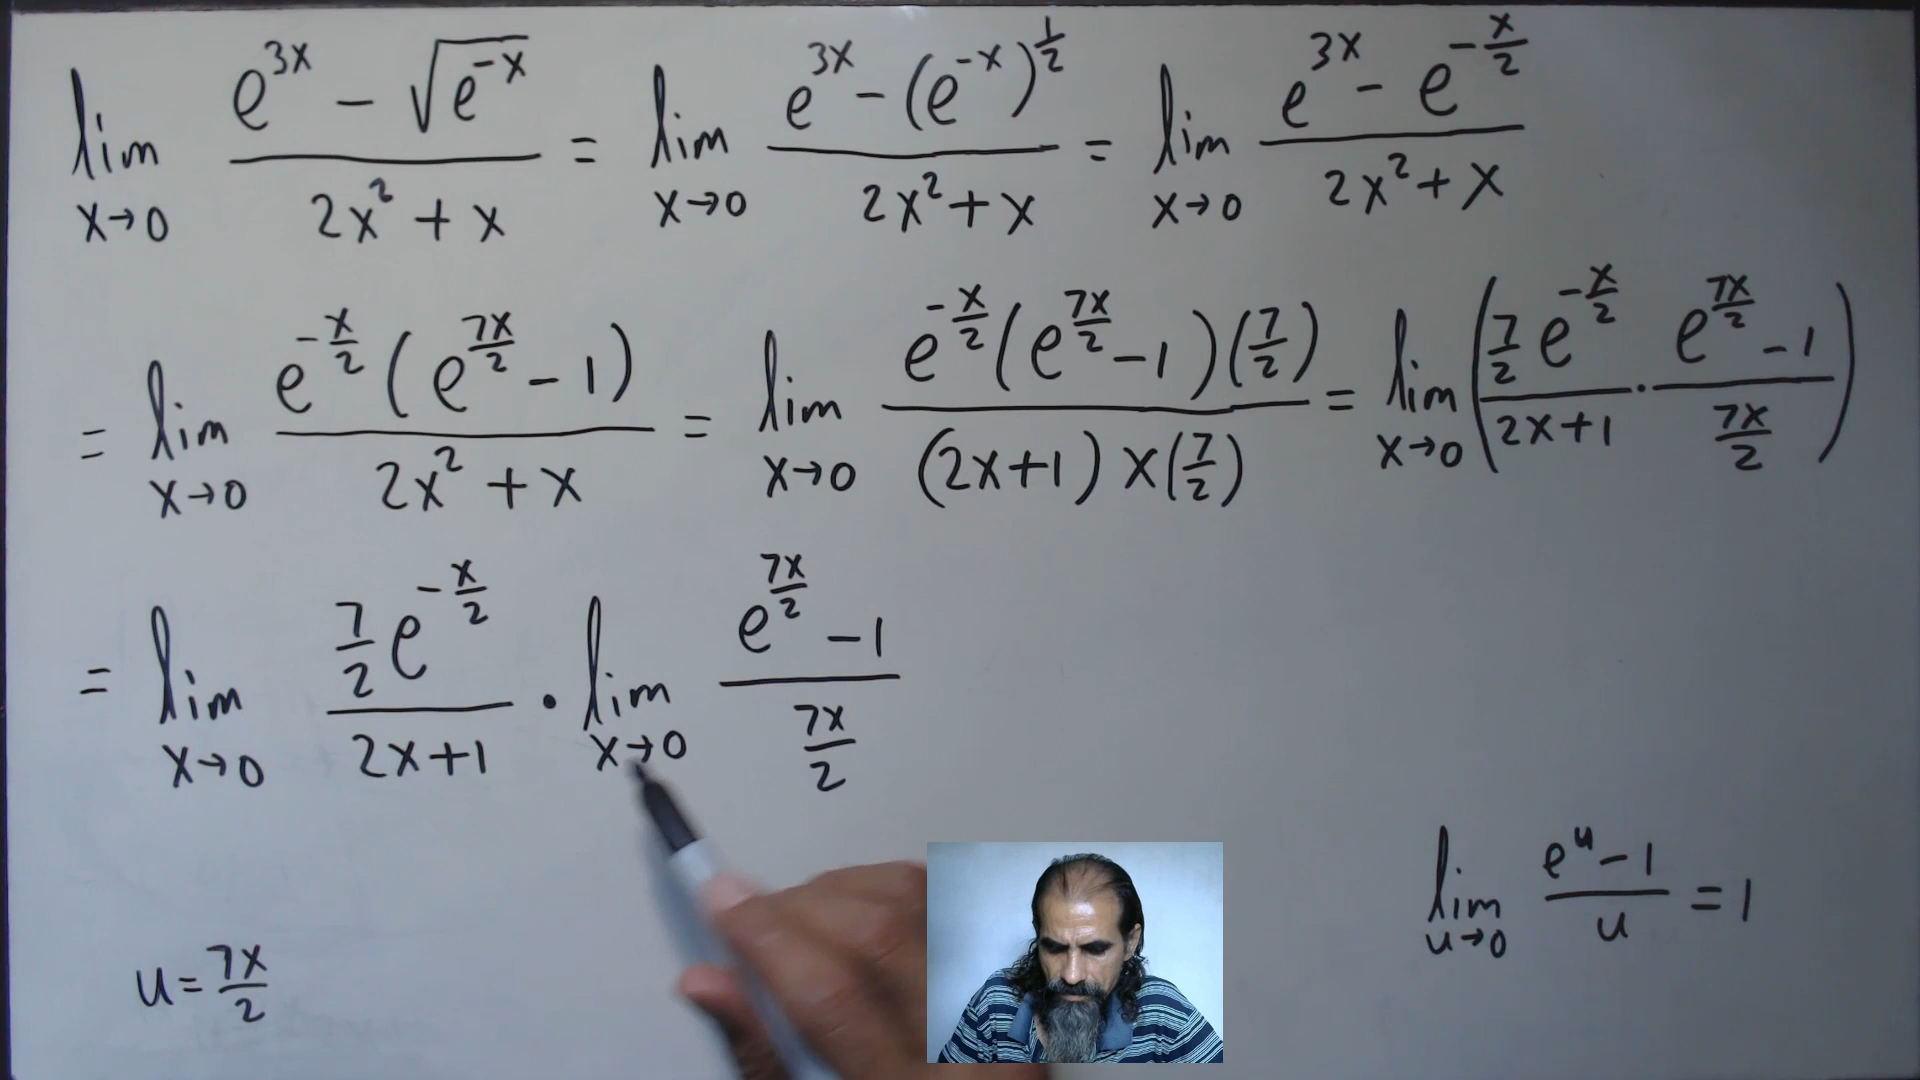 lim x→0 (e^{3x} - √(e^{-x})) / (2x² + x) = lim x→0 (e^{3x} - (e^{-x})^{1/2}) / (2x² + x) = lim x→0 (e^{3x} - e^{-x/2}) / (2x² + x)
= lim x→0 (e^{-x/2} (e^{7x/2} - 1)) / (2x² + x) = lim x→0 (e^{-x/2} (e^{7x/2} - 1) (7/2)) / ((2x+1) x (7/2)) = lim x→0 ( (7/2 e^{-x/2}) / (2x+1) · (e^{7x/2} - 1) / (7x/2) )
= lim x→0 (7/2 e^{-x/2}) / (2x+1) · lim x→0 (e^{7x/2} - 1) / (7x/2)
lim u→0 (e^u - 1) / u = 1
u = 7x/2